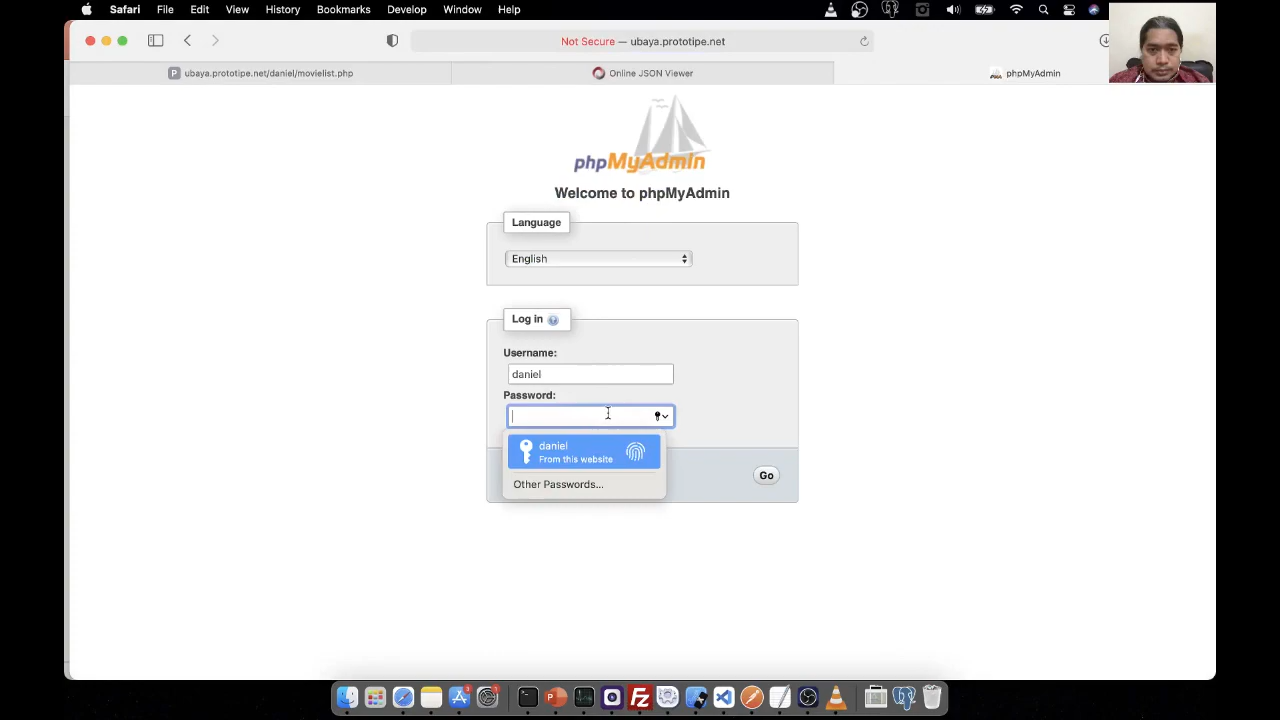 Safari File Edit View History Bookmarks Develop Window Help
Not Secure — ubaya.prototipe.net
P ubaya.prototipe.net/daniel/movielist.php
Online JSON Viewer
phpMyAdmin
phpMyAdmin
Welcome to phpMyAdmin
Language
English
Log in
Username:
daniel
Password:
daniel
From this website
Other Passwords...
Go